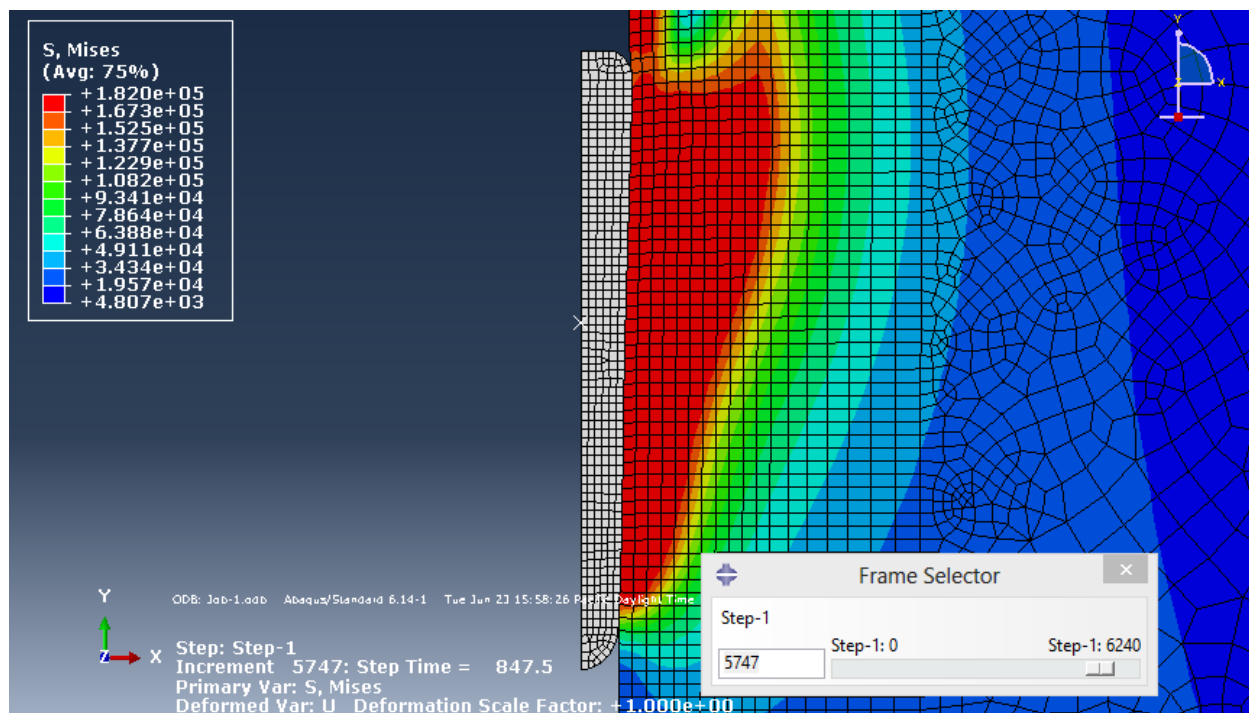 S, Mises
(Avg: 75%)
+1.820e+05
+1.673e+05
+1.525e+05
+1.377e+05
+1.229e+05
+1.082e+05
+9.341e+04
+7.864e+04
+6.388e+04
+4.911e+04
+3.434e+04
+1.957e+04
+4.807e+03
Y
Z X
Frame Selector
Step-1
Step-1: 0 Step-1: 6240
5747
Y
ODB: Job-1.odb Abaqus/Standard 6.14-1 Tue Jun 23 15:58:26 Pacific Daylight Time
Z X
Step: Step-1
Increment 5747: Step Time = 847.5
Primary Var: S, Mises
Deformed Var: U Deformation Scale Factor: +1.000e+00